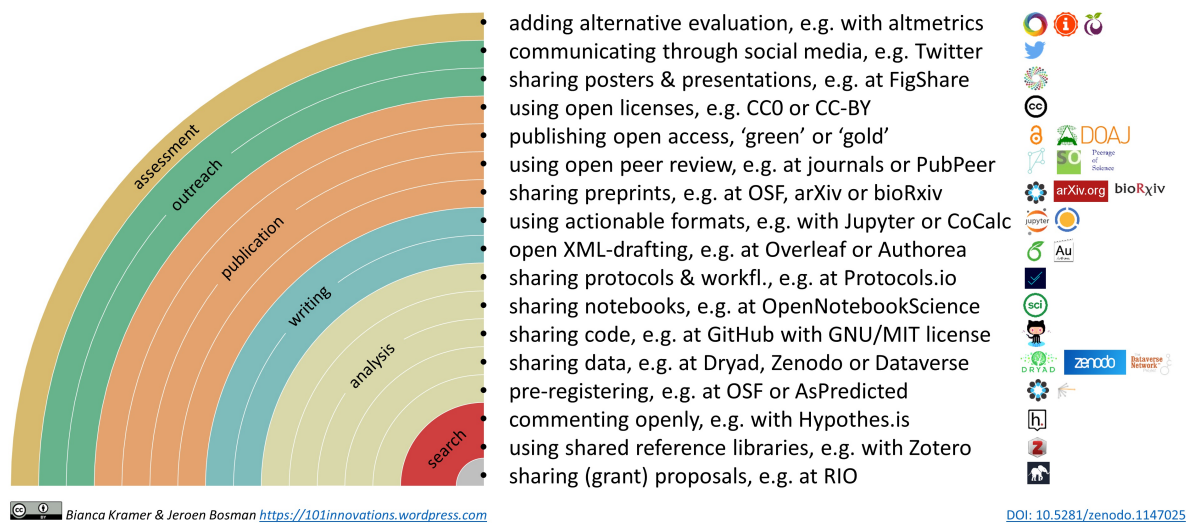 adding alternative evaluation, e.g. with altmetrics
communicating through social media, e.g. Twitter
sharing posters & presentations, e.g. at FigShare
using open licenses, e.g. CC0 or CC-BY
publishing open access, ‘green’ or ‘gold’
using open peer review, e.g. at journals or PubPeer
sharing preprints, e.g. at OSF, arXiv or bioRxiv
using actionable formats, e.g. with Jupyter or CoCalc
open XML-drafting, e.g. at Overleaf or Authorea
sharing protocols & workfl., e.g. at Protocols.io
sharing notebooks, e.g. at OpenNotebookScience
sharing code, e.g. at GitHub with GNU/MIT license
sharing data, e.g. at Dryad, Zenodo or Dataverse
pre-registering, e.g. at OSF or AsPredicted
commenting openly, e.g. with Hypothes.is
using shared reference libraries, e.g. with Zotero
sharing (grant) proposals, e.g. at RIO
assessment
outreach
publication
writing
analysis
search
i
cc
DOAJ
SO
Peerage
of
Science
arXiv.org
bioRxiv
jupyter
Au
sci
DRYAD
zenodo
Dataverse
Network
h.
Z
cc
BY
Bianca Kramer & Jeroen Bosman https://101innovations.wordpress.com
DOI: 10.5281/zenodo.1147025